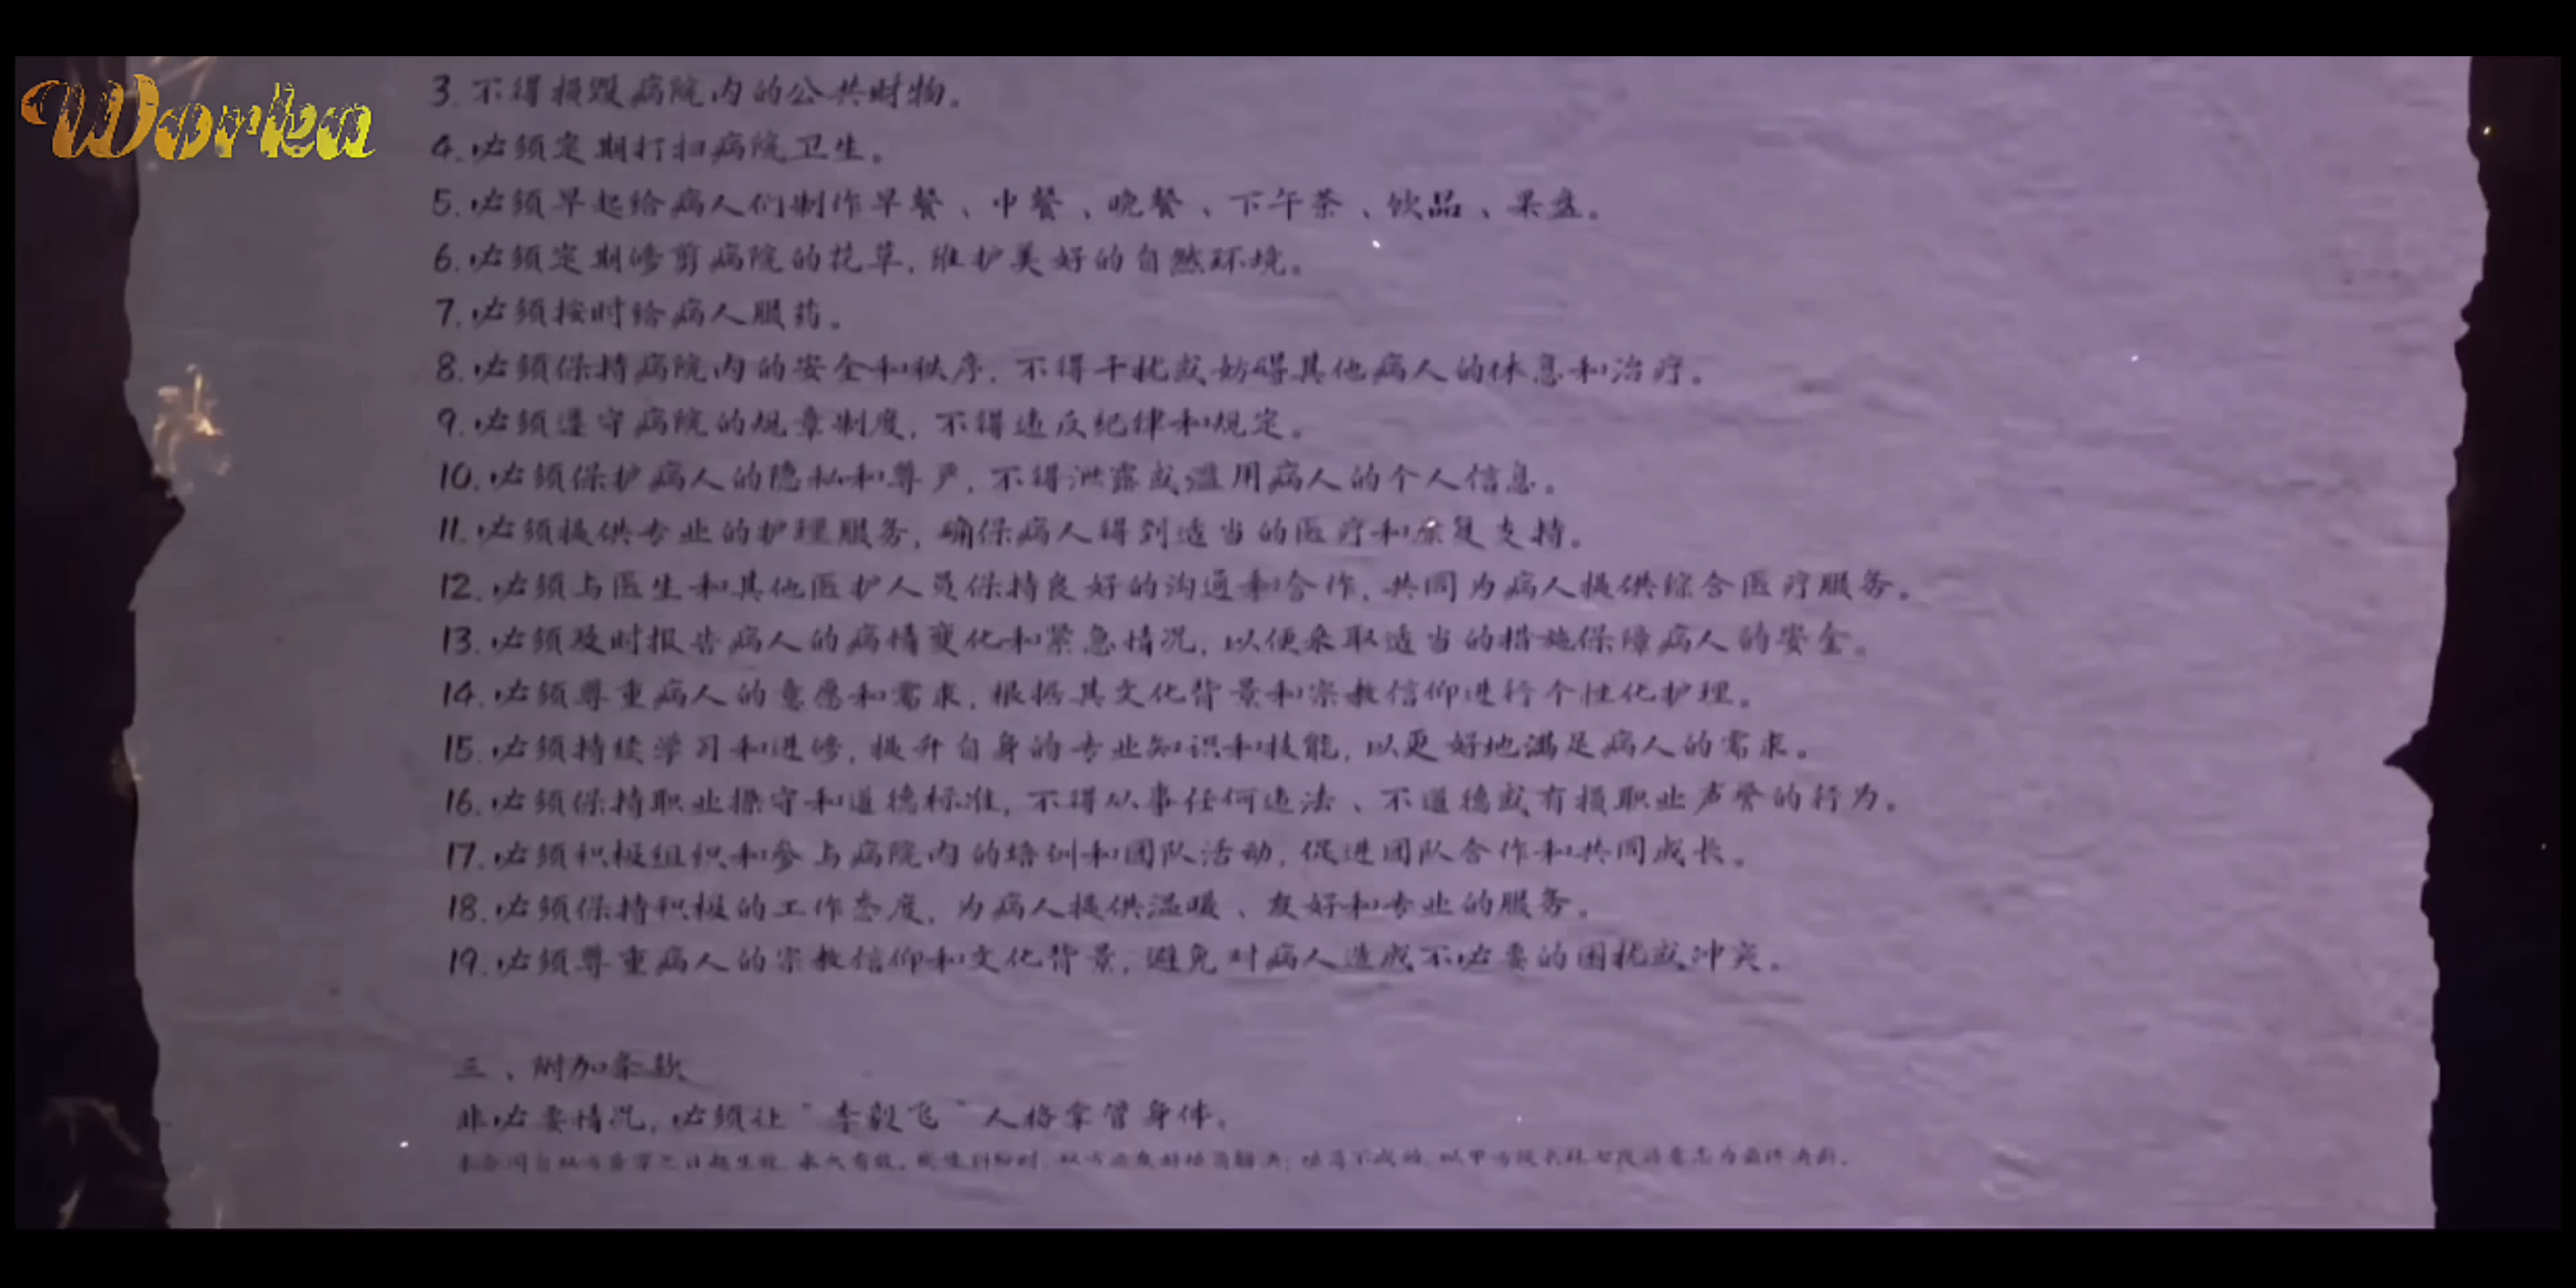 Worka
3. 不得损毁病院内的公共财物。
4. 必须定期打扫病院卫生。
5. 必须早起给病人们制作早餐、中餐、晚餐、下午茶、饮品、果盘。
6. 必须定期修剪病院的花草，维护美好的自然环境。
7. 必须按时给病人服药。
8. 必须保持病院内的安全和秩序，不得干扰或妨碍其他病人的休息和治疗。
9. 必须遵守病院的规章制度，不得违反纪律和规定。
10. 必须保护病人的隐私和尊严，不得泄露或滥用病人的个人信息。
11. 必须提供专业的护理服务，确保病人得到适当的医疗和康复支持。
12. 必须与医生和其他医护人员保持良好的沟通和合作，共同为病人提供综合医疗服务。
13. 必须及时报告病人的病情变化和紧急情况，以便采取适当的措施保障病人的安全。
14. 必须尊重病人的意愿和需求，根据其文化背景和宗教信仰进行个性化护理。
15. 必须持续学习和进修，提升自身的专业知识和技能，以更好地满足病人的需求。
16. 必须保持职业操守和道德标准，不得从事任何违法、不道德或有损职业声誉的行为。
17. 必须积极组织和参与病院内的培训和团队活动，促进团队合作和共同成长。
18. 必须保持积极的工作态度，为病人提供温暖、友好和专业的服务。
19. 必须尊重病人的宗教信仰和文化背景，避免对病人造成不必要的困扰或冲突。
三、附加条款
非必要情况，必须让“李毅飞”人格掌管身体。
本合同自双方签字之日起生效，永久有效。